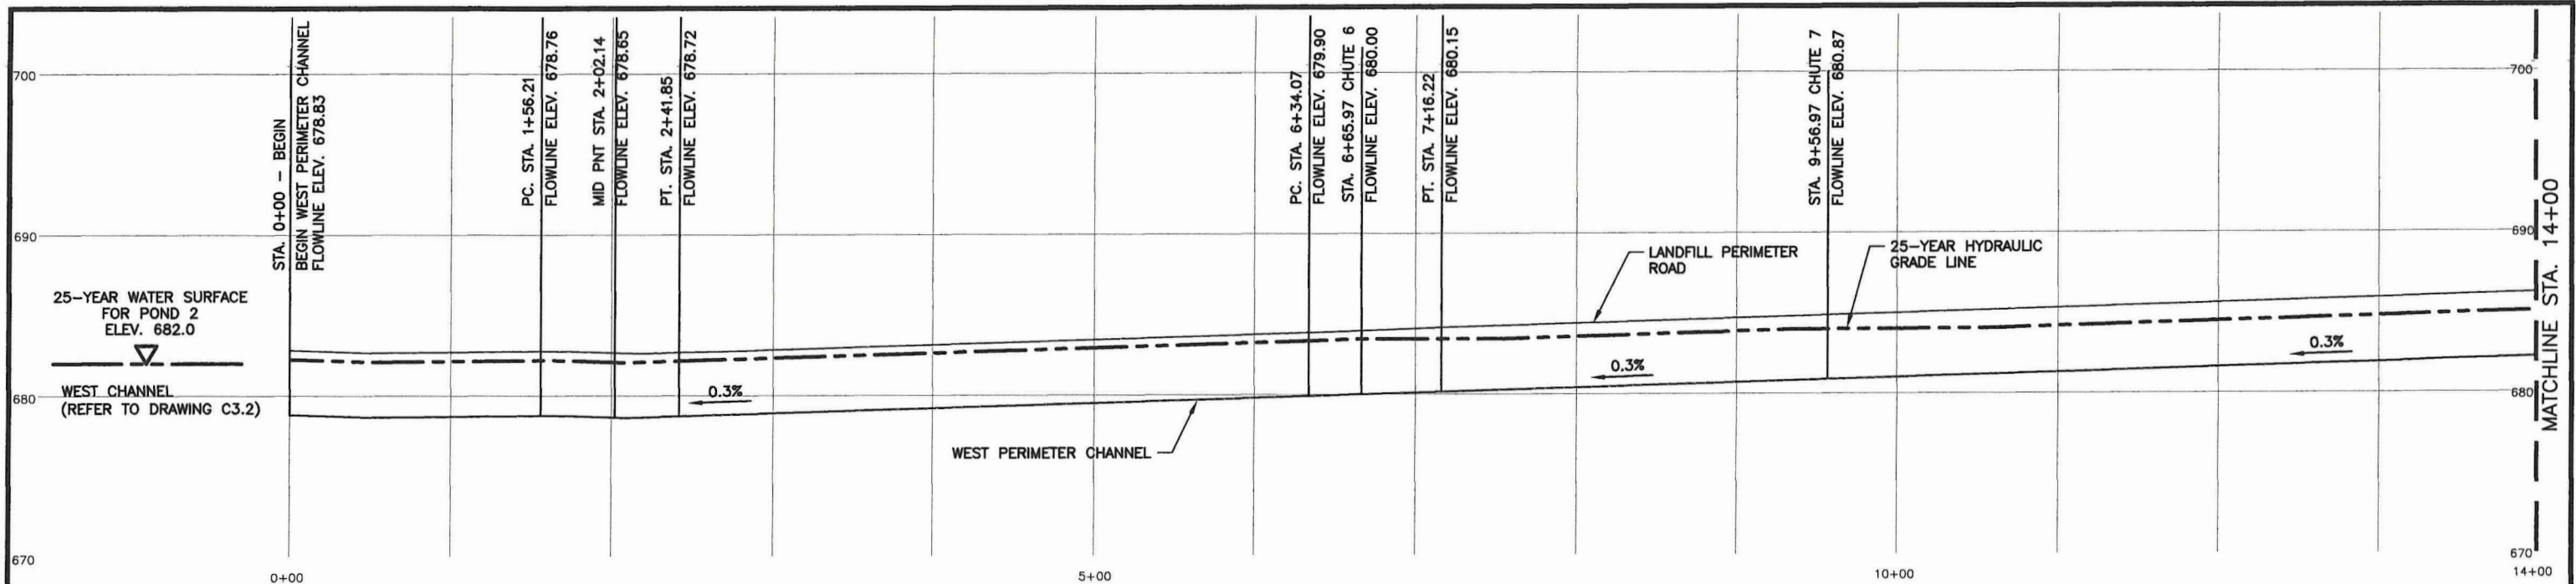 700
690
680
670
STA. 0+00 - BEGIN
BEGIN WEST PERIMETER CHANNEL
FLOWLINE ELEV. 678.83
25-YEAR WATER SURFACE
FOR POND 2
ELEV. 682.0
WEST CHANNEL
(REFER TO DRAWING C3.2)
PC. STA. 1+56.21
FLOWLINE ELEV. 678.76
MID PNT STA. 2+02.14
FLOWLINE ELEV. 678.65
PT. STA. 2+41.85
FLOWLINE ELEV. 678.72
0.3%
WEST PERIMETER CHANNEL
PC. STA. 6+34.07
FLOWLINE ELEV. 679.90
STA. 6+65.97 CHUTE 6
FLOWLINE ELEV. 680.00
PT. STA. 7+16.22
FLOWLINE ELEV. 680.15
LANDFILL PERIMETER
ROAD
0.3%
STA. 9+56.97 CHUTE 7
FLOWLINE ELEV. 680.87
25-YEAR HYDRAULIC
GRADE LINE
0.3%
700
690
680
670
MATCHLINE STA. 14+00
0+00
5+00
10+00
14+00